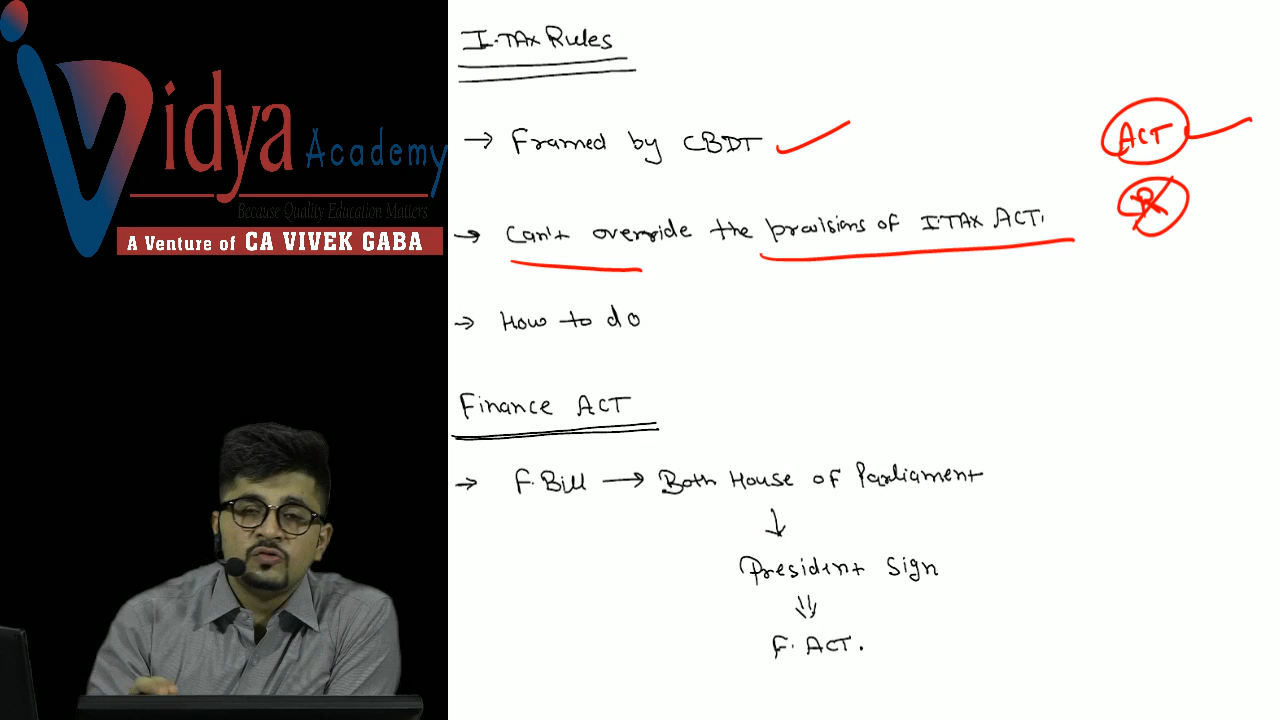 Vidya
Academy
Because Quality Education Matters
A Venture of CA VIVEK GABA
I.TAx Rules
→ Framed by CBDT ✓
ACT ✓
R
→ Can't override the provisions of I.TAX ACT.
→ How to do
Finance ACT
→ F. Bill → Both House of Parliament
↓
President Sign
⇓
F. ACT.